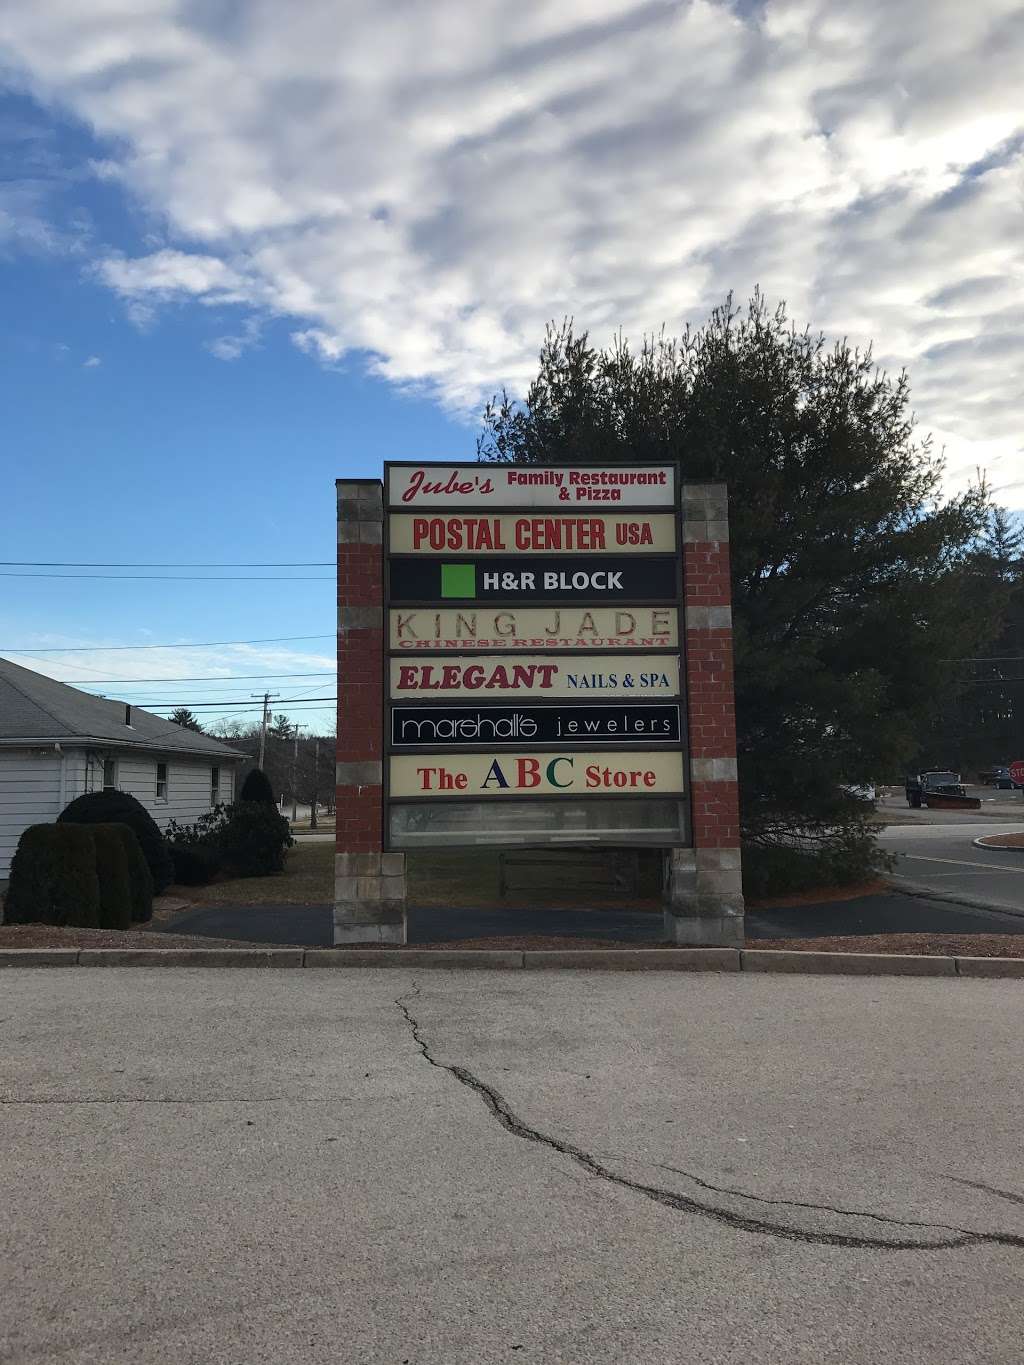 Jube's Family Restaurant
& Pizza
POSTAL CENTER USA
H&R BLOCK
KING JADE
CHINESE RESTAURANT
ELEGANT NAILS & SPA
marshall's jewelers
The ABC Store
STO